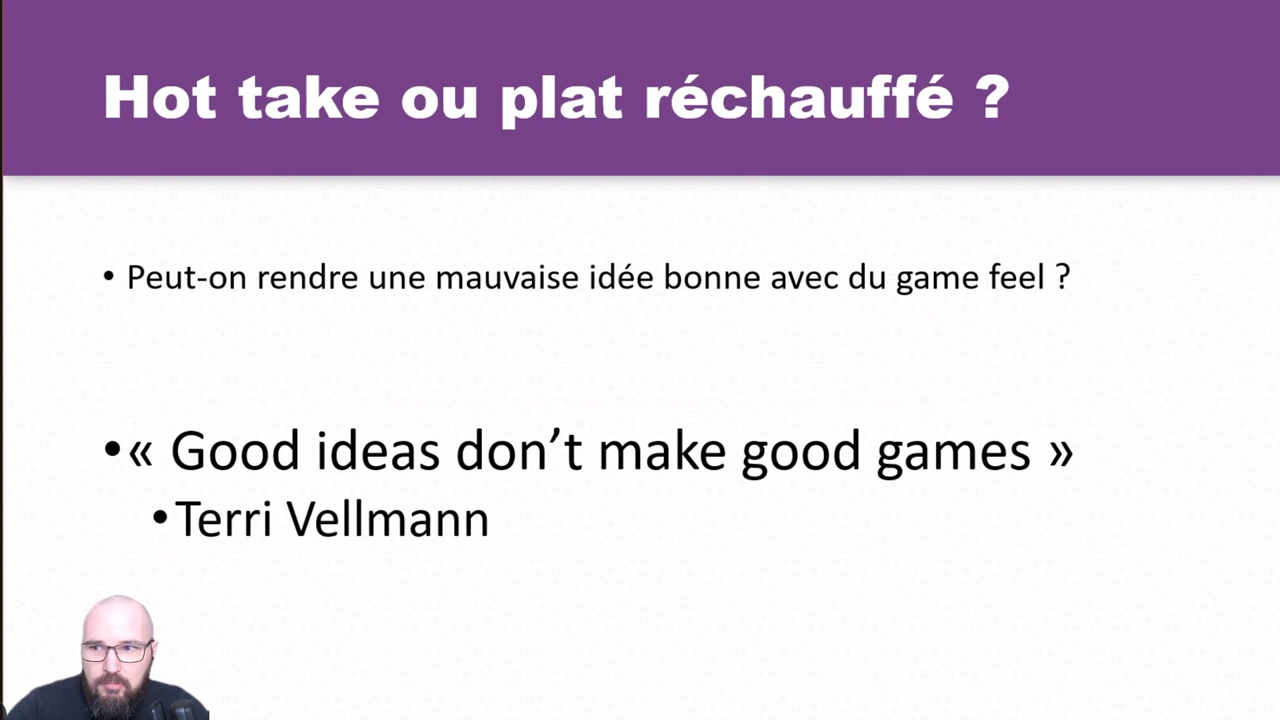 Hot take ou plat réchauffé ?
• Peut-on rendre une mauvaise idée bonne avec du game feel ?
• « Good ideas don’t make good games »
• Terri Vellmann